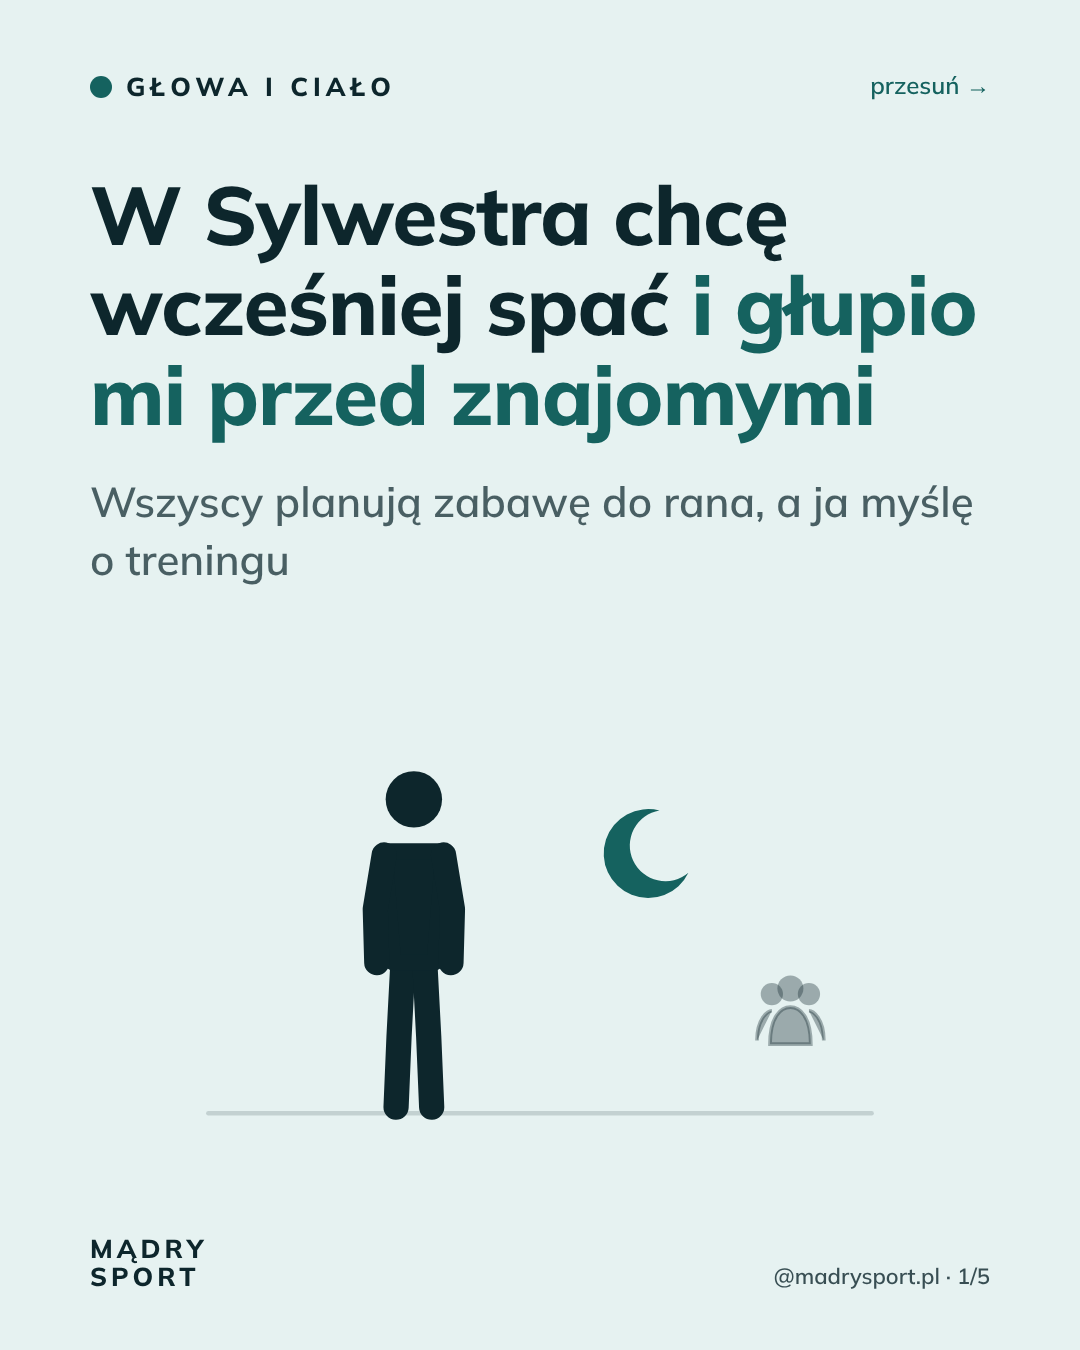 GŁOWA I CIAŁO
przesuń →
W Sylwestra chcę
wcześniej spać i głupio
mi przed znajomymi
Wszyscy planują zabawę do rana, a ja myślę
o treningu
MĄDRY
SPORT
@madrysport.pl · 1/5